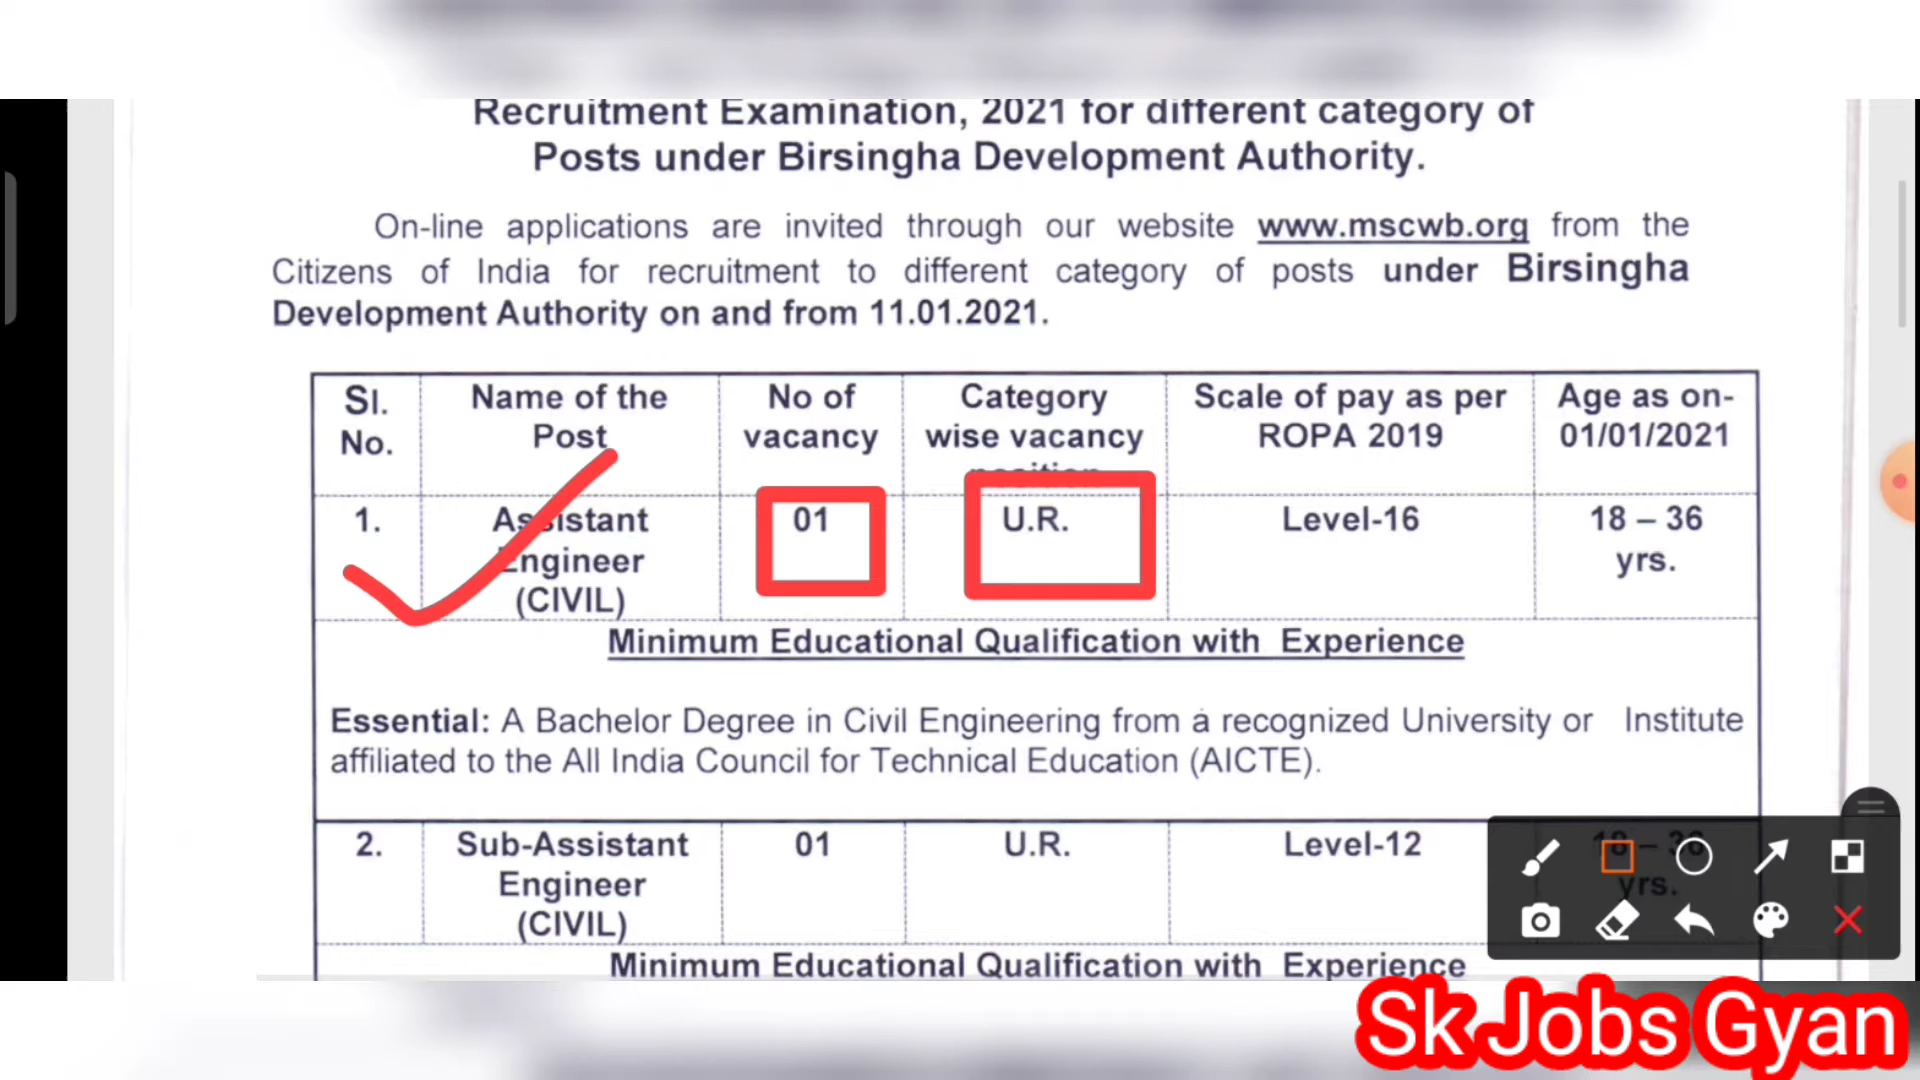 Recruitment Examination, 2021 for different category of
Posts under Birsingha Development Authority.
On-line applications are invited through our website www.mscwb.org from the
Citizens of India for recruitment to different category of posts under Birsingha
Development Authority on and from 11.01.2021.
Sl. No. Name of the Post No of vacancy Category wise vacancy position Scale of pay as per ROPA 2019 Age as on- 01/01/2021
1. Assistant Engineer (CIVIL) 01 U.R. Level-16 18 – 36 yrs.
Minimum Educational Qualification with Experience
Essential: A Bachelor Degree in Civil Engineering from a recognized University or Institute
affiliated to the All India Council for Technical Education (AICTE).
2. Sub-Assistant Engineer (CIVIL) 01 U.R. Level-12 18 – 36 yrs.
Minimum Educational Qualification with Experience
Sk Jobs Gyan